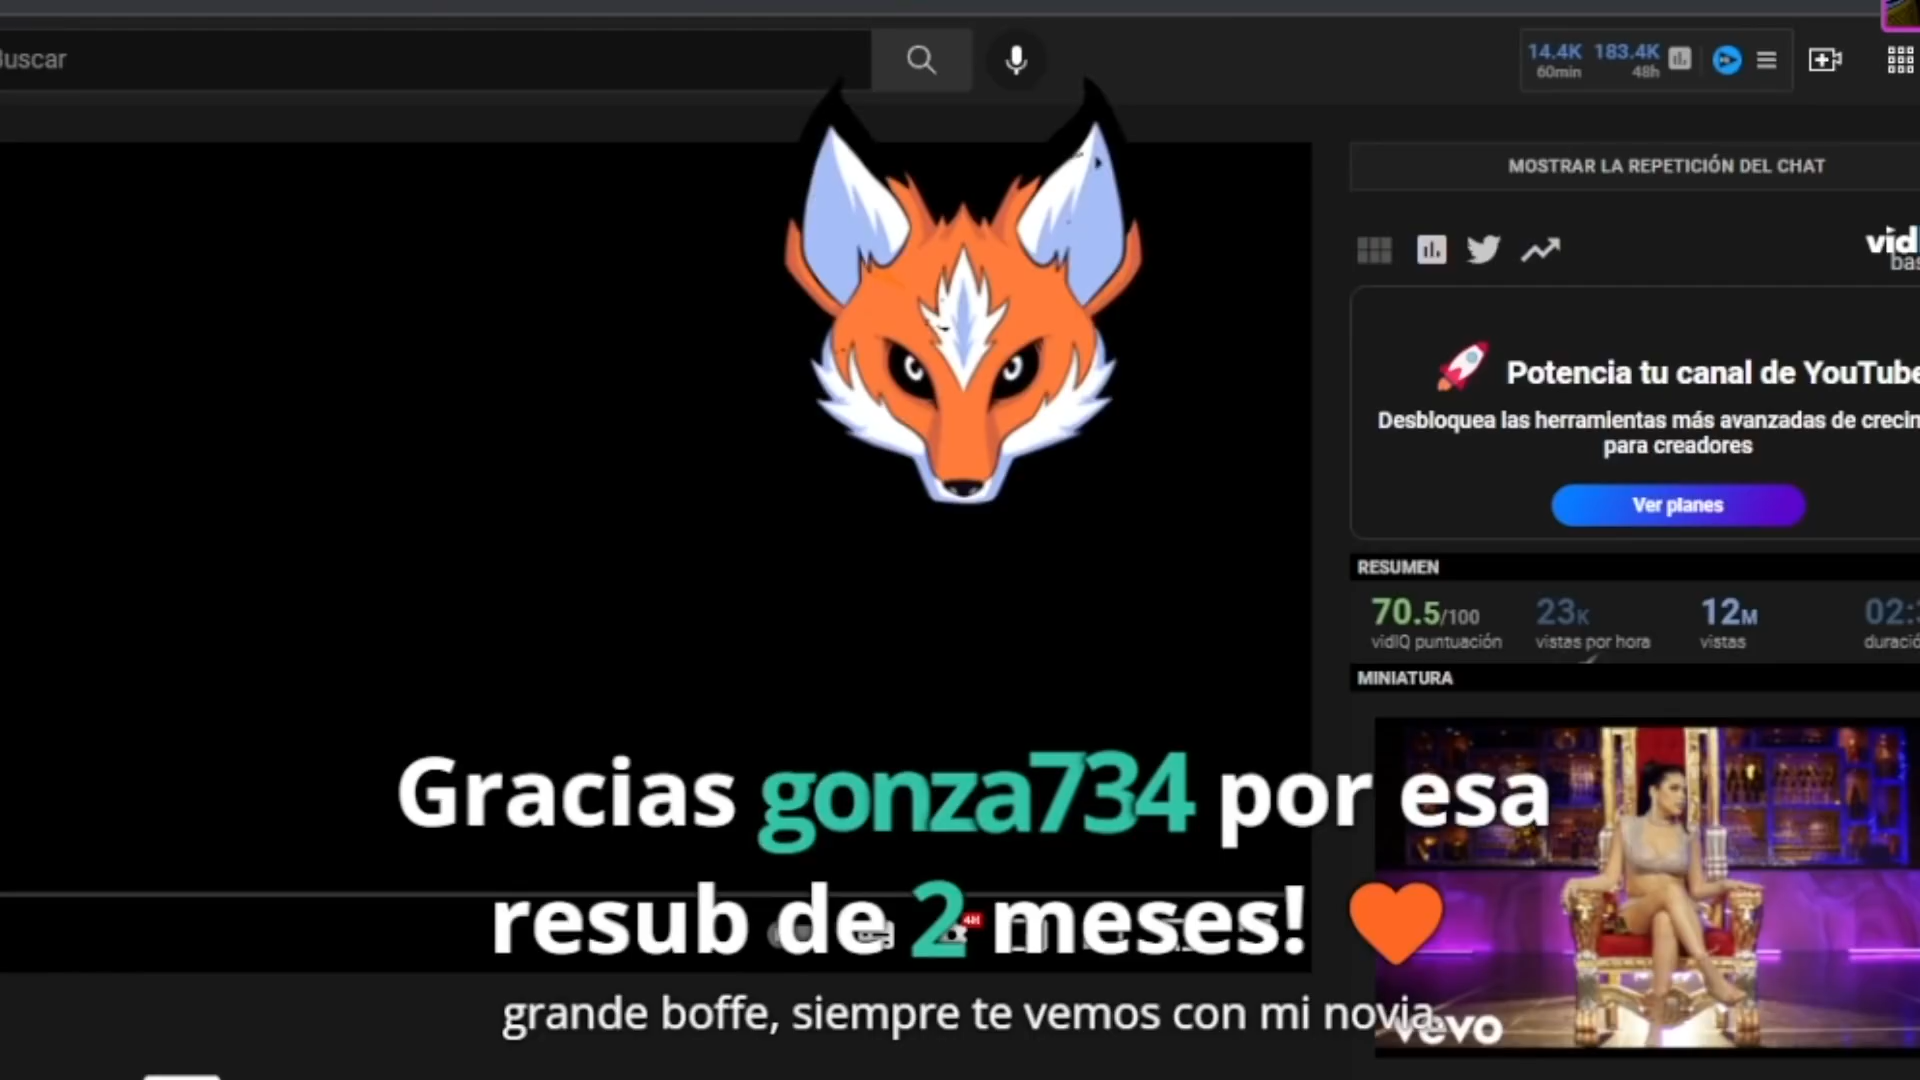 Buscar
14.4K 183.4K
60min 48h
MOSTRAR LA REPETICIÓN DEL CHAT
Potencia tu canal de YouTube
Desbloquea las herramientas más avanzadas de
para creadores
Ver planes
RESUMEN
70.5/100 23K 12M 02:
vidIQ puntuación vistas por hora vistas
MINIATURA
Gracias gonza734 por esa
resub de 2 meses!
grande boffe, siempre te vemos con mi novia
vevo